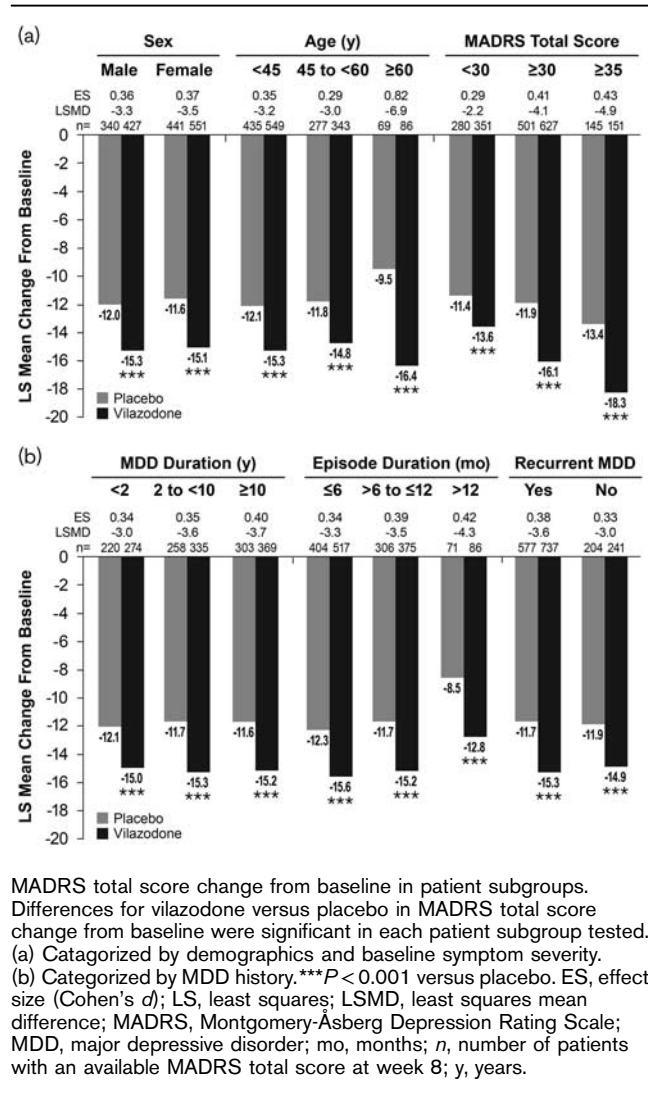 (a)
Sex Age (y) MADRS Total Score
Male Female <45 45 to <60 ≥60 <30 ≥30 ≥35
ES 0.36 0.37 0.35 0.29 0.82 0.29 0.41 0.43
LSMD -3.3 -3.5 -3.2 -3.0 -6.9 -2.2 -4.1 -4.9
n= 340 427 441 551 435 549 277 343 69 86 280 351 501 627 145 151
LS Mean Change From Baseline
0
-2
-4
-6
-8
-10
-12
-14
-16
-18
-20
-12.0 -15.3 -11.6 -15.1 -12.1 -15.3 -11.8 -14.8 -9.5 -16.4 -11.4 -13.6 -11.9 -16.1 -13.4 -18.3
*** *** *** *** *** *** *** ***
Placebo
Vilazodone
(b)
MDD Duration (y) Episode Duration (mo) Recurrent MDD
<2 2 to <10 ≥10 ≤6 >6 to ≤12 >12 Yes No
ES 0.34 0.35 0.40 0.34 0.39 0.42 0.38 0.33
LSMD -3.0 -3.6 -3.7 -3.3 -3.5 -4.3 -3.6 -3.0
n= 220 274 258 335 303 369 404 517 306 375 71 86 577 737 204 241
LS Mean Change From Baseline
0
-2
-4
-6
-8
-10
-12
-14
-16
-18
-20
-12.1 -15.0 -11.7 -15.3 -11.6 -15.2 -12.3 -15.6 -11.7 -15.2 -8.5 -12.8 -11.7 -15.3 -11.9 -14.9
*** *** *** *** *** *** *** ***
Placebo
Vilazodone
MADRS total score change from baseline in patient subgroups.
Differences for vilazodone versus placebo in MADRS total score
change from baseline were significant in each patient subgroup tested.
(a) Catagorized by demographics and baseline symptom severity.
(b) Categorized by MDD history. ***P < 0.001 versus placebo. ES, effect
size (Cohen's d); LS, least squares; LSMD, least squares mean
difference; MADRS, Montgomery-Åsberg Depression Rating Scale;
MDD, major depressive disorder; mo, months; n, number of patients
with an available MADRS total score at week 8; y, years.